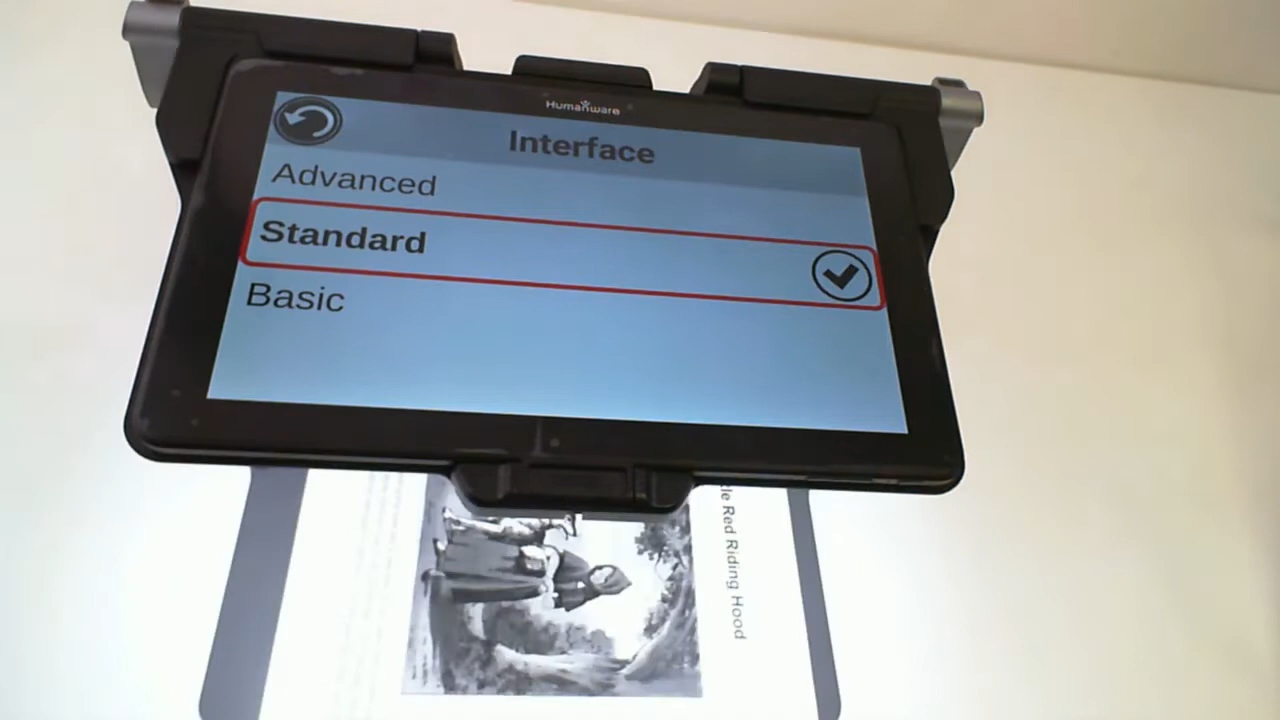 HumanWare
Interface
Advanced
Standard
Basic
Red Riding Hood